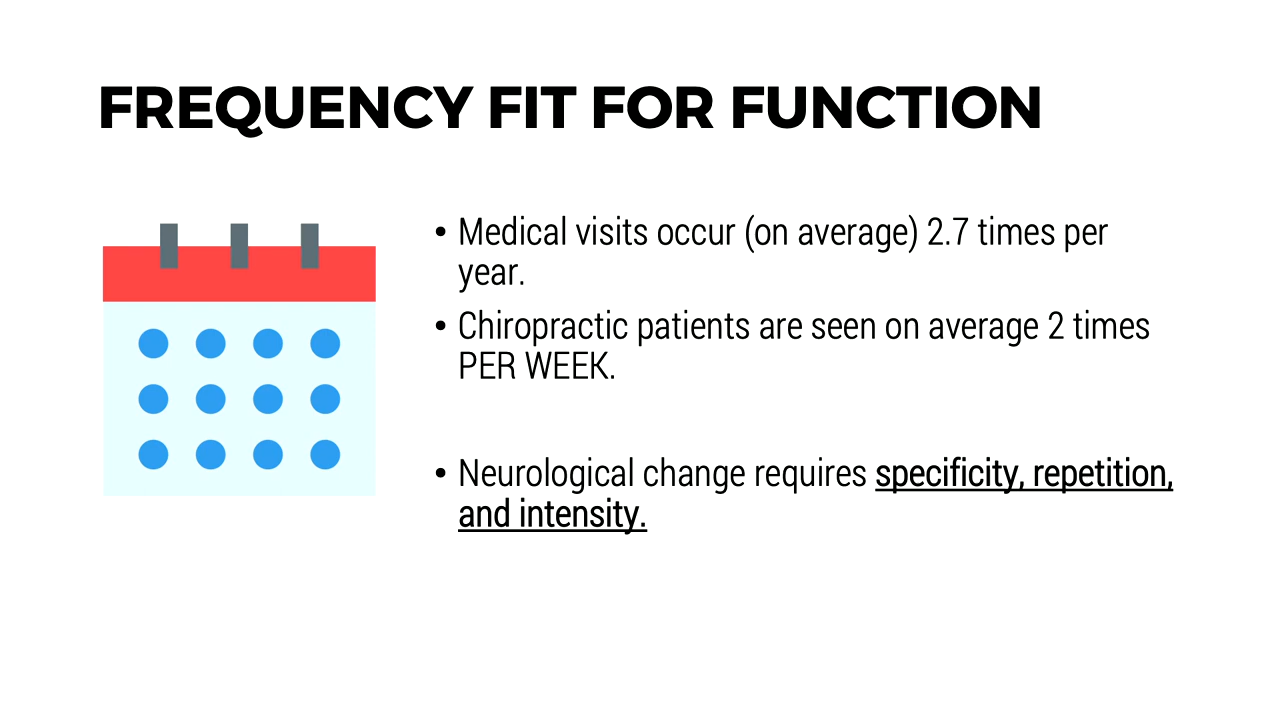 FREQUENCY FIT FOR FUNCTION
• Medical visits occur (on average) 2.7 times per
year.
• Chiropractic patients are seen on average 2 times
PER WEEK.
• Neurological change requires specificity, repetition,
and intensity.